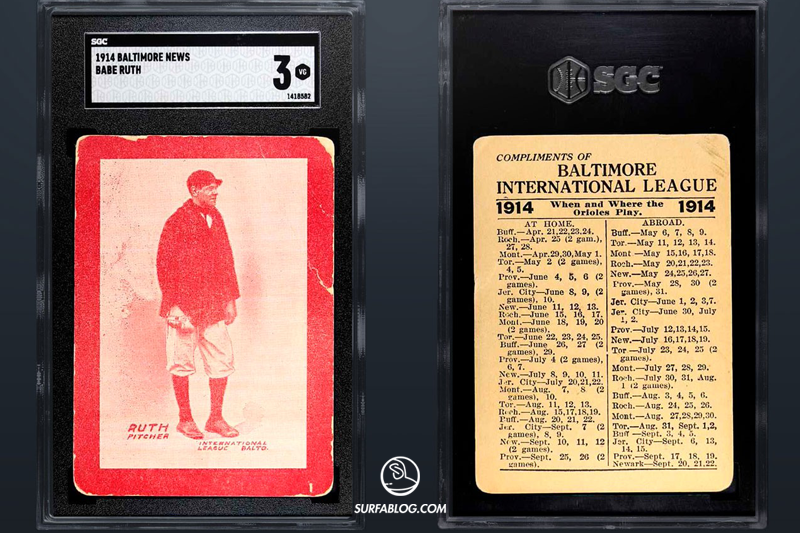 SGC
1914 BALTIMORE NEWS
BABE RUTH
3
VG
1418582
RUTH
PITCHER
INTERNATIONAL
LEAGUE BALTO.
SGC
COMPLIMENTS OF
BALTIMORE
INTERNATIONAL LEAGUE
1914 When and Where the Orioles Play. 1914
AT HOME.
Buff.—Apr. 21,22,23,24.
Roch.—Apr. 25 (2 gam.),
27, 28.
Mont.—Apr.29,30,May 1.
Tor.—May 2 (2 games),
4, 5.
Prov.—June 4, 5, 6 (2
games).
Jer. City—June 8, 9, (2
games), 10.
New.—June 11, 12, 13.
Roch.—June 15, 16, 17.
Mont.—June 18, 19, 20
(2 games).
Tor.—June 22, 23, 24, 25.
Buff.—June 26, 27 (2
games), 29.
Prov.—July 4 (2 games),
6, 7.
New.—July 8, 9, 10, 11.
Jer. City—July 20,21,22.
Mont.—Aug. 7, 8 (2
games), 10.
Tor.—Aug. 11, 12, 13.
Roch.—Aug. 15,17,18,19.
Buff.—Aug. 20, 21, 22.
Jer. City—Sept. 7 (2
games), 8, 9.
New.—Sept. 10, 11, 12
(2 games).
Prov.—Sept. 25, 26 (2
games).
ABROAD.
Buff.—May 6, 7, 8, 9.
Tor.—May 11, 12, 13, 14.
Mont.—May 15,16,17,18.
Roch.—May 20,21,22,23.
New.—May 24,25,26,27.
Prov.—May 28, 30 (2
games), 31.
Jer. City—June 1, 2, 3,7.
Jer. City—June 30, July
1, 2.
Prov.—July 12,13,14,15.
New.—July 16,17,18,19.
Tor.—July 23, 24, 25 (2
games).
Mont.—July 27, 28, 29.
Roch.—July 30, 31, Aug.
1 (2 games).
Buff.—Aug. 3, 4, 5, 6.
Roch.—Aug. 24, 25, 26.
Mont.—Aug. 27,28,29,30.
Tor.—Aug. 31, Sept. 1,2,
Buff.—Sept. 3, 4, 5.
Jer. City—Sept. 6, 13,
14, 15.
Prov.—Sept. 17, 18, 19.
Newark—Sept. 20, 21,22.
SL
SURFABLOG.COM